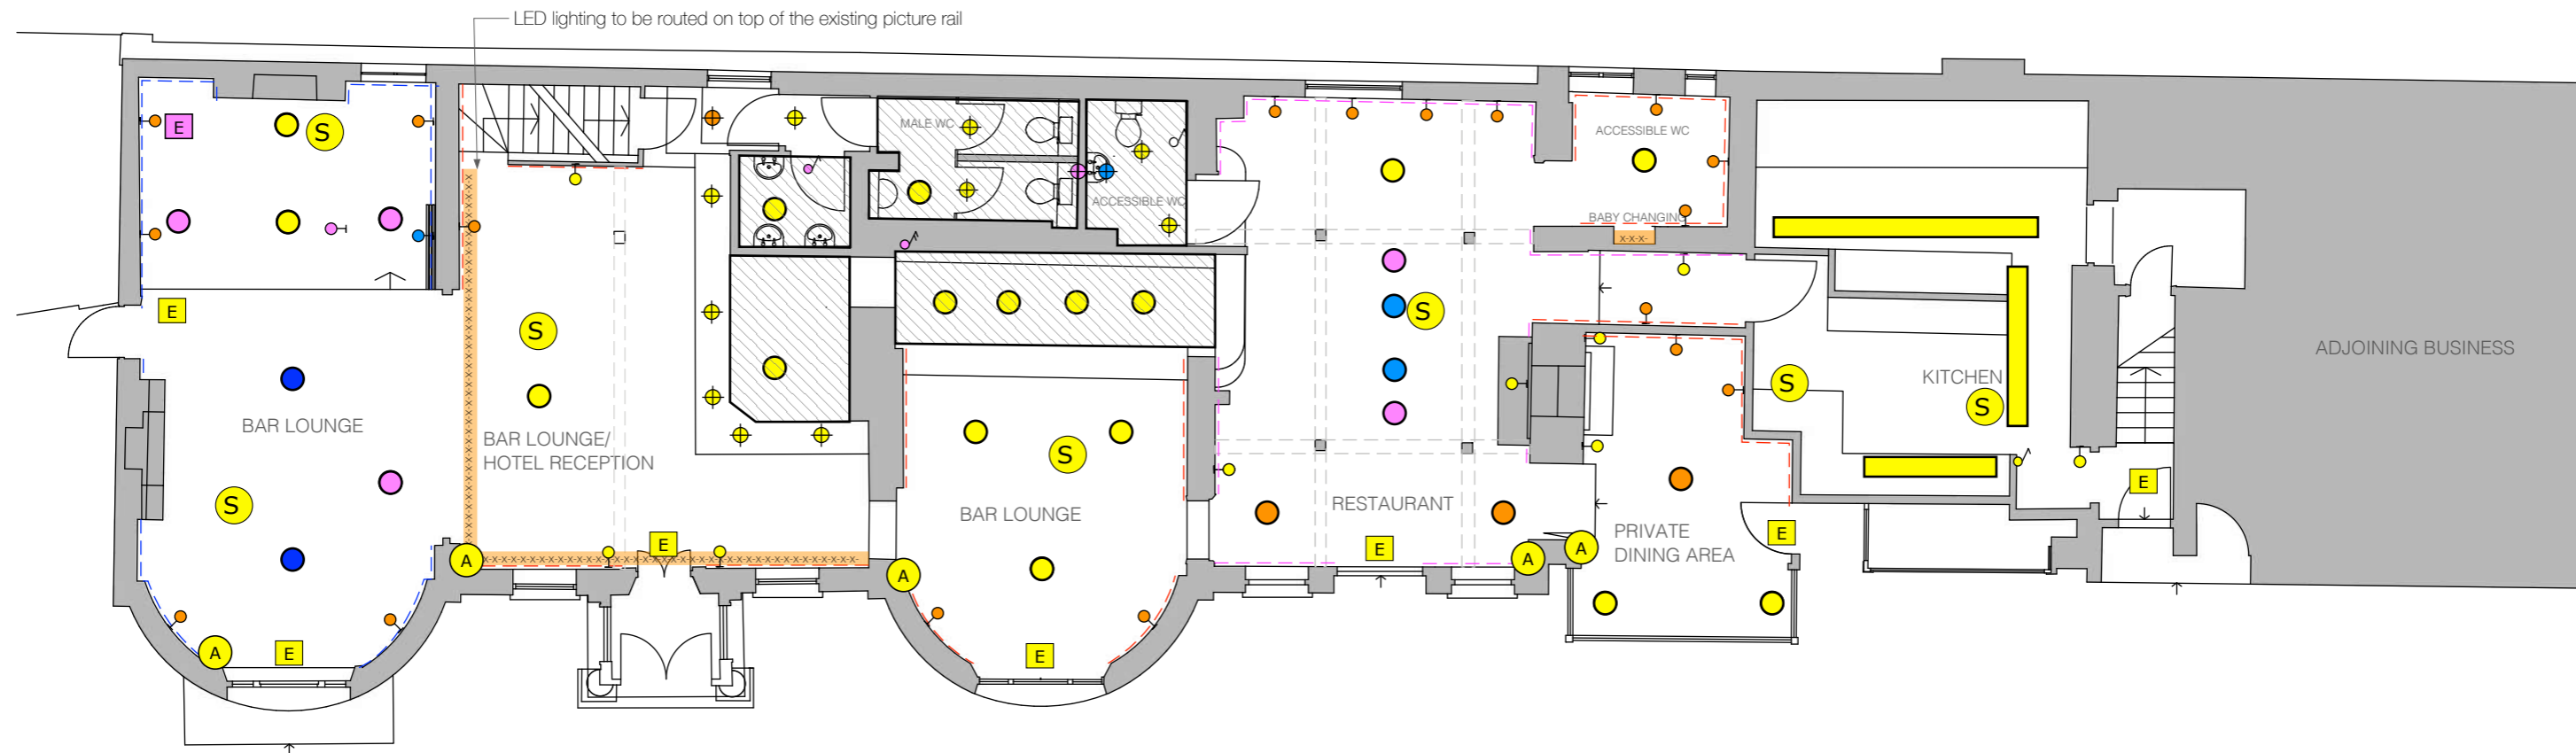 LED lighting to be routed on top of the existing picture rail
E
S
MALE WC
ACCESSIBLE WC
ACCESSIBLE WC
BABY CHANGING
x-x-x-
E
S
S
BAR LOUNGE
BAR LOUNGE/
HOTEL RECEPTION
S
S
BAR LOUNGE
S
RESTAURANT
S
KITCHEN
S
ADJOINING BUSINESS
PRIVATE
DINING AREA
E
E
E
E
A
A
A
A
A
E
E